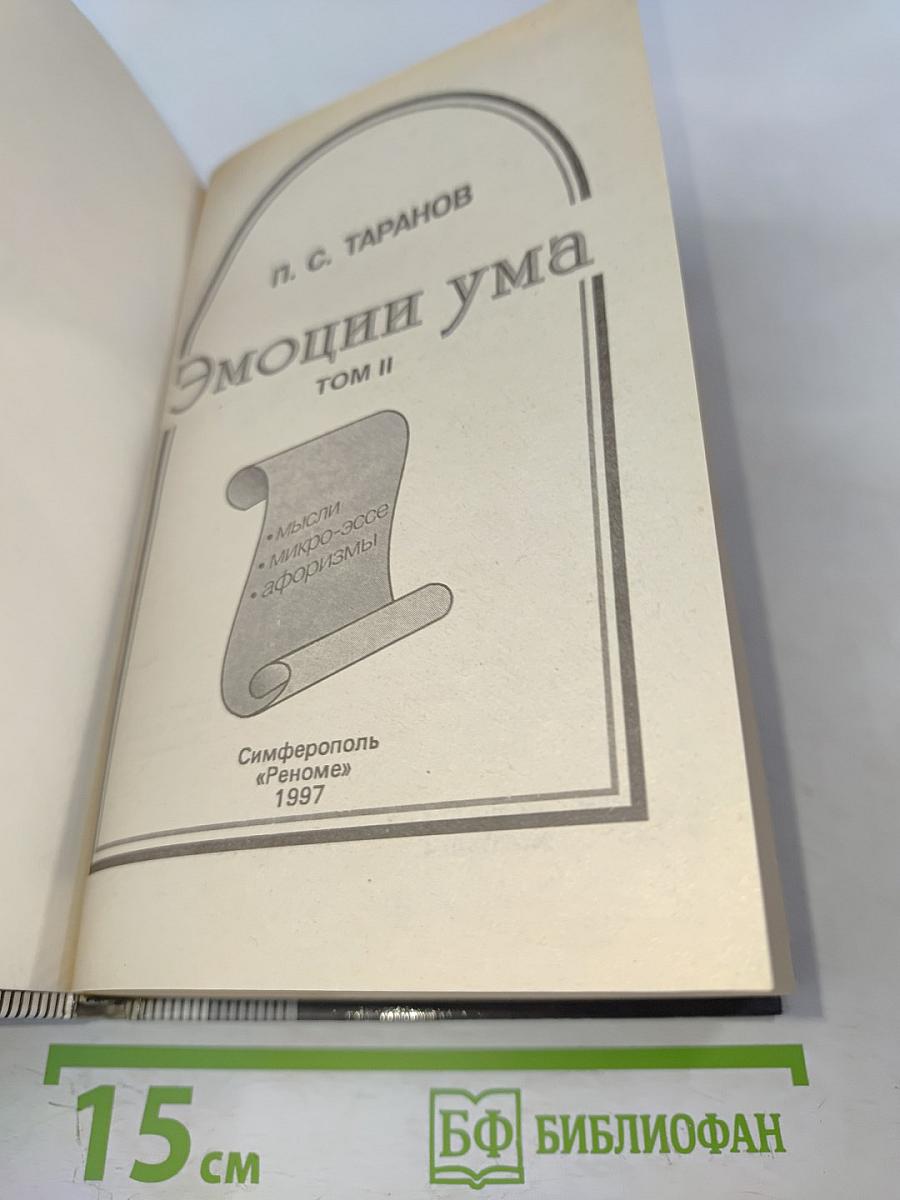 П. С. ТАРАНОВ
Эмоции ума
ТОМ II
• мысли
• микро-эссе
• афоризмы
Симферополь
«Реноме»
1997
15 см
БФ БИБЛИОФАН